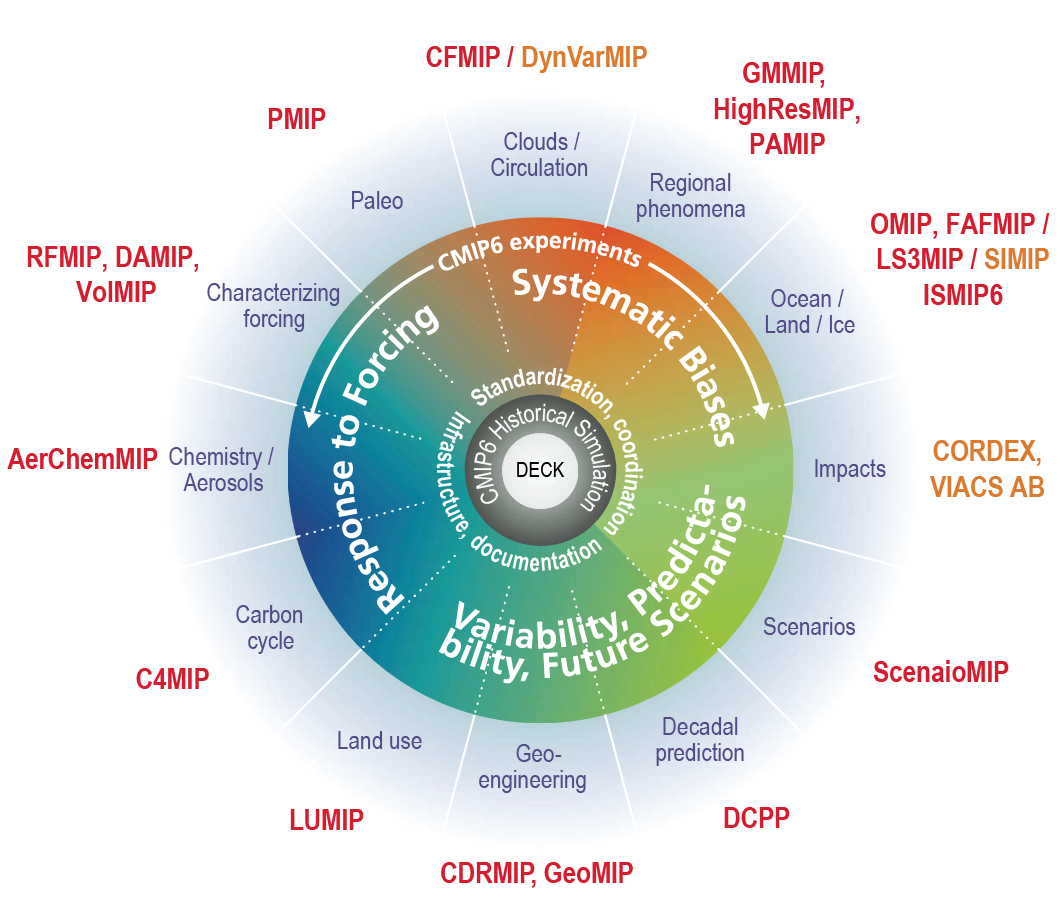 CFMIP / DynVarMIP
GMMIP,
HighResMIP,
PAMIP
PMIP
Clouds /
Circulation
Regional
phenomena
Paleo
OMIP, FAFMIP /
LS3MIP / SIMIP
ISMIP6
RFMIP, DAMIP,
VolMIP
Characterizing
forcing
Ocean /
Land / Ice
CMIP6 experiments
Systematic Biases
Response to Forcing
Standardization, coordination
Infrastructure, documentation
CMIP6 Historical Simulation
DECK
AerChemMIP
Chemistry /
Aerosols
Impacts
CORDEX,
VIACS AB
Variability, Predicta-
bility, Future Scenarios
Carbon
cycle
Scenarios
C4MIP
ScenaioMIP
Land use
Geo-
engineering
Decadal
prediction
LUMIP
DCPP
CDRMIP, GeoMIP